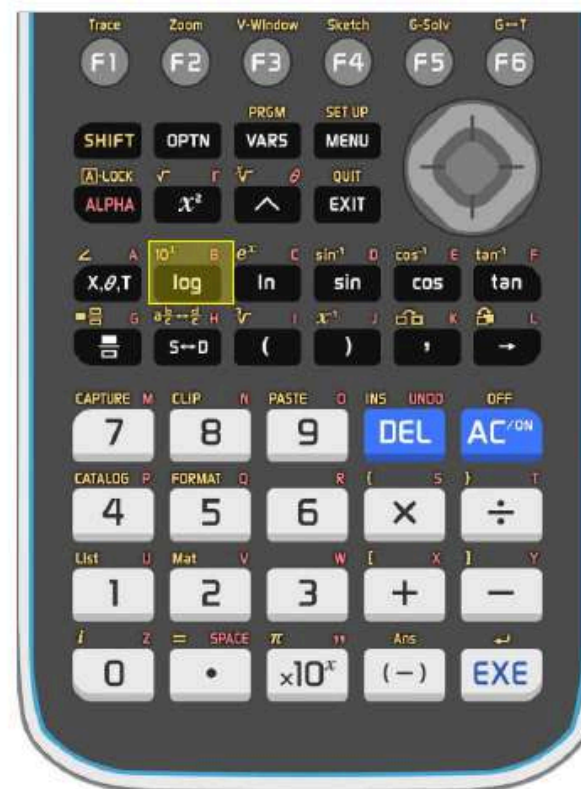 Trace Zoom V-Window Sketch G-Solv G↔T
F1 F2 F3 F4 F5 F6
PRGM SET UP
SHIFT OPTN VARS MENU
A-LOCK √ r ∜ θ QUIT
ALPHA x² ^ EXIT
∠ A 10ˣ B eˣ C sin⁻¹ D cos⁻¹ E tan⁻¹ F
X,θ,T log ln sin cos tan
G H ∛ I x⁻¹ J K L
S↔D ( ) , →
CAPTURE M CLIP N PASTE O INS UNDO OFF
7 8 9 DEL AC/ON
CATALOG P FORMAT Q R { S } T
4 5 6 × ÷
List U Mat V W [ X ] Y
1 2 3 + −
i Z = SPACE π " Ans ↵
0 • ×10ˣ (−) EXE